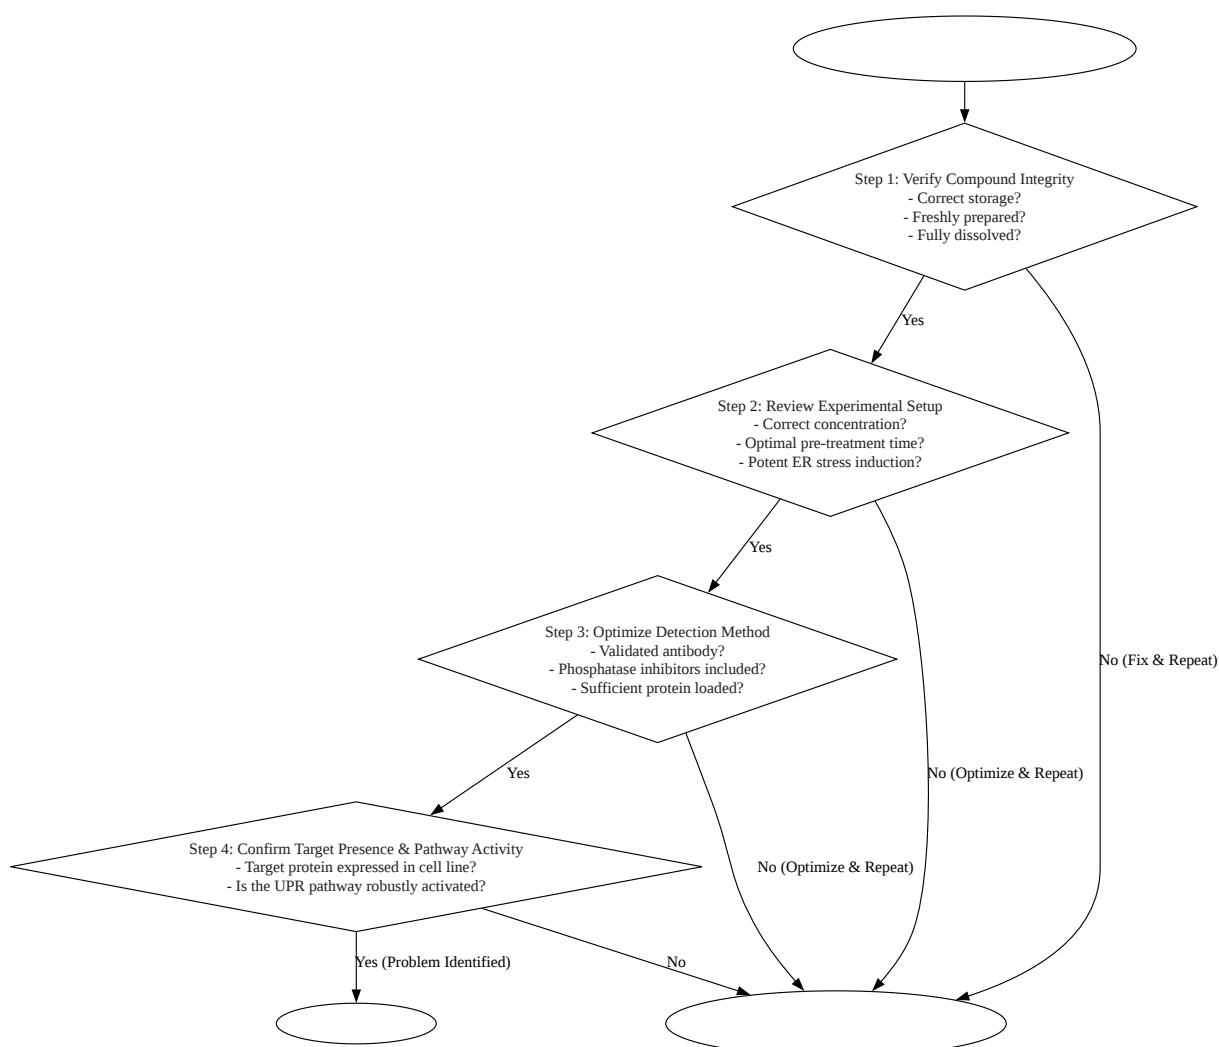 Step 1: Verify Compound Integrity
- Correct storage?
- Freshly prepared?
- Fully dissolved?
Yes
Step 2: Review Experimental Setup
- Correct concentration?
- Optimal pre-treatment time?
- Potent ER stress induction?
Yes
Step 3: Optimize Detection Method
- Validated antibody?
- Phosphatase inhibitors included?
- Sufficient protein loaded?
No (Fix & Repeat)
Yes
No (Optimize & Repeat)
Step 4: Confirm Target Presence & Pathway Activity
- Target protein expressed in cell line?
- Is the UPR pathway robustly activated?
No (Optimize & Repeat)
Yes (Problem Identified)
No